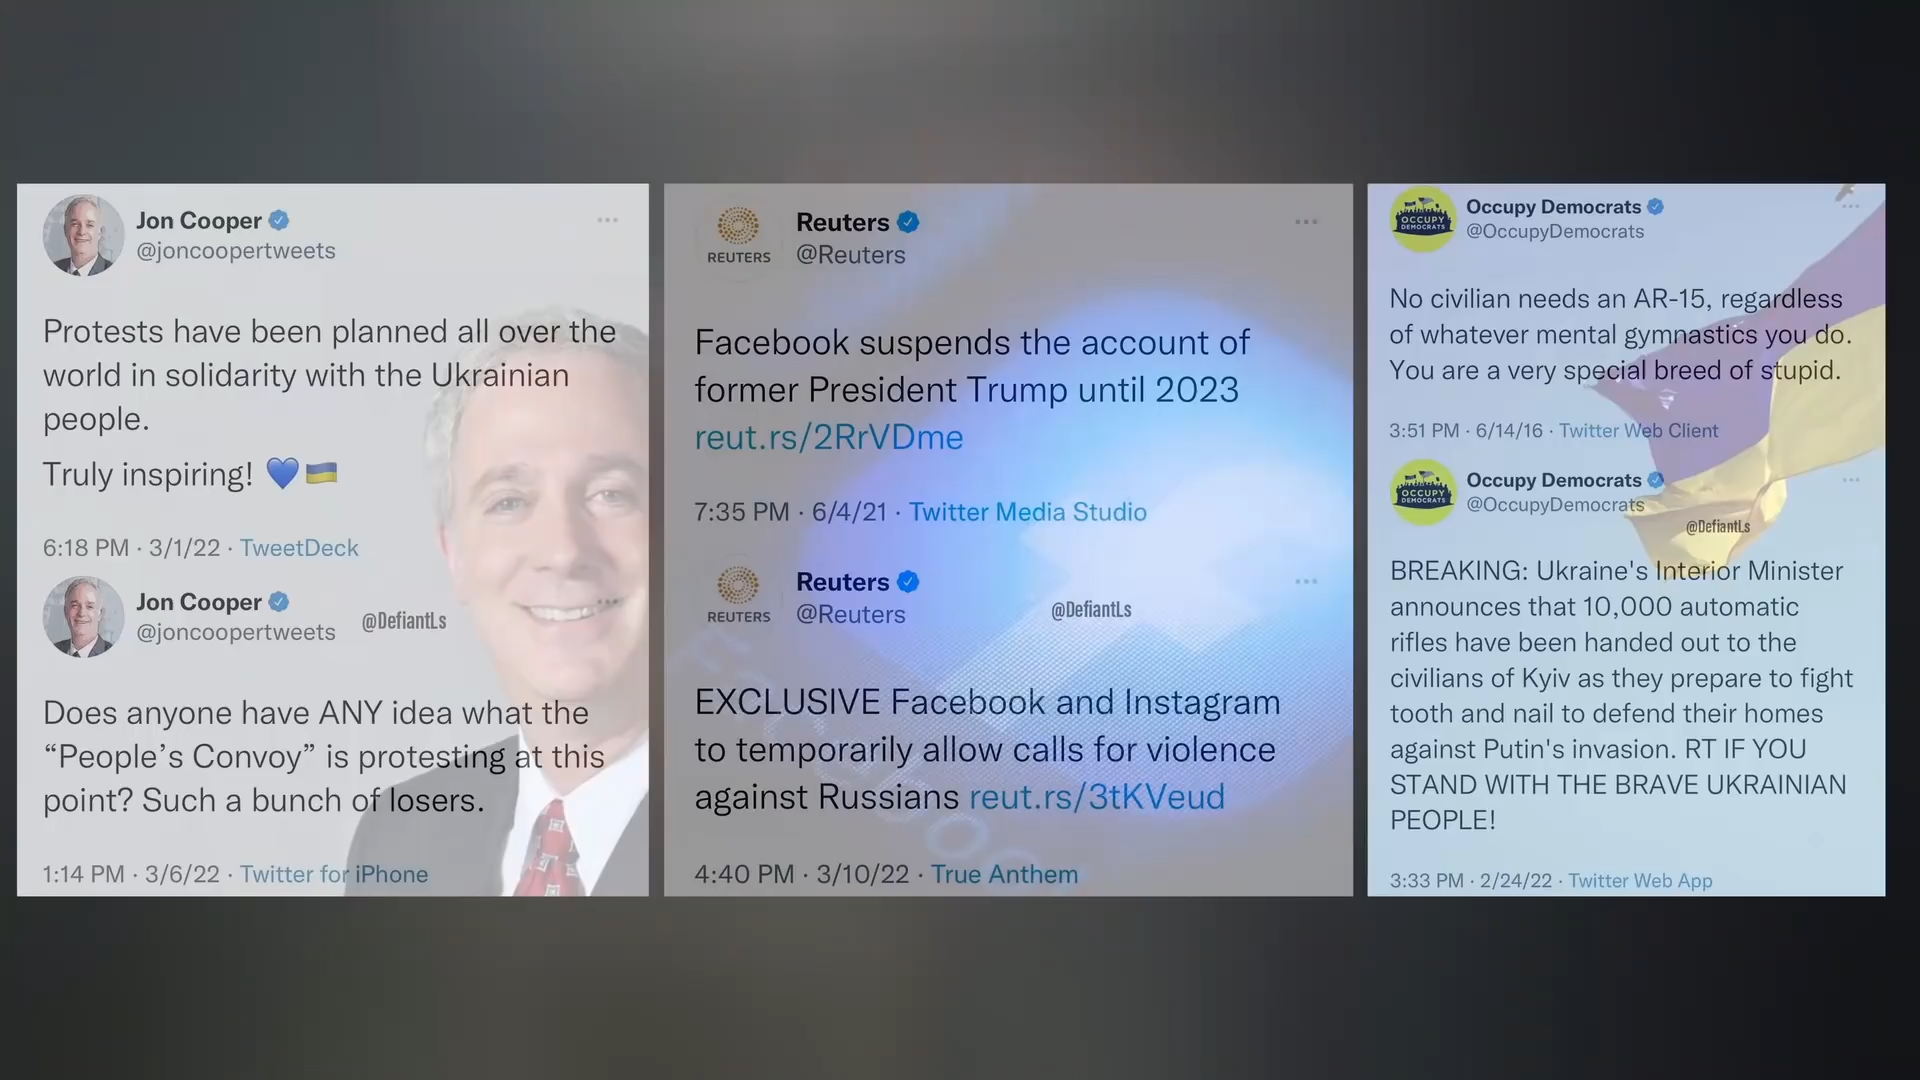 Jon Cooper
@joncoopertweets
Protests have been planned all over the
world in solidarity with the Ukrainian
people.
Truly inspiring! 💙🇺🇦
6:18 PM · 3/1/22 · TweetDeck
Jon Cooper
@joncoopertweets
@DefiantLs
Does anyone have ANY idea what the
“People’s Convoy” is protesting at this
point? Such a bunch of losers.
1:14 PM · 3/6/22 · Twitter for iPhone
REUTERS
Reuters
@Reuters
Facebook suspends the account of
former President Trump until 2023
reut.rs/2RrVDme
7:35 PM · 6/4/21 · Twitter Media Studio
REUTERS
Reuters
@Reuters
@DefiantLs
EXCLUSIVE Facebook and Instagram
to temporarily allow calls for violence
against Russians reut.rs/3tKVeud
4:40 PM · 3/10/22 · True Anthem
OCCUPY
DEMOCRATS
Occupy Democrats
@OccupyDemocrats
No civilian needs an AR-15, regardless
of whatever mental gymnastics you do.
You are a very special breed of stupid.
3:51 PM · 6/14/16 · Twitter Web Client
OCCUPY
DEMOCRATS
Occupy Democrats
@OccupyDemocrats
@DefiantLs
BREAKING: Ukraine's Interior Minister
announces that 10,000 automatic
rifles have been handed out to the
civilians of Kyiv as they prepare to fight
tooth and nail to defend their homes
against Putin's invasion. RT IF YOU
STAND WITH THE BRAVE UKRAINIAN
PEOPLE!
3:33 PM · 2/24/22 · Twitter Web App